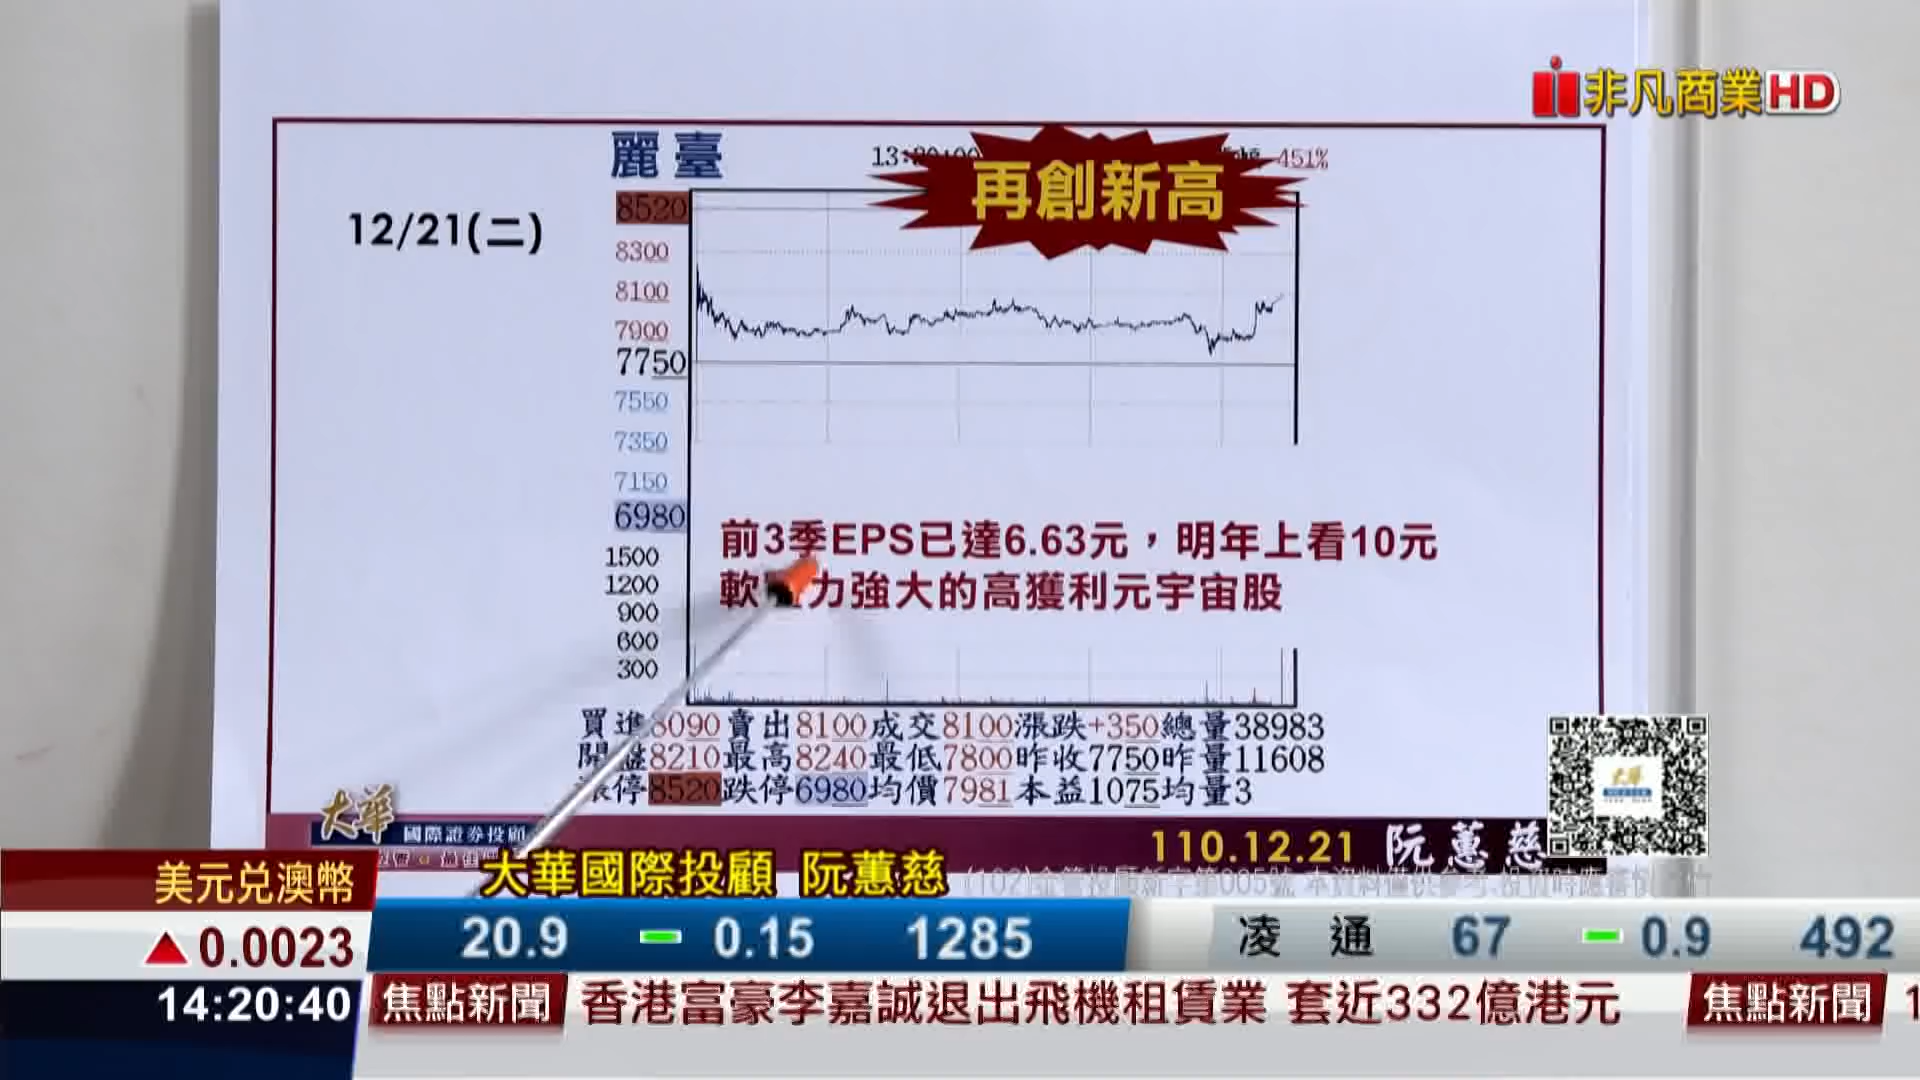 非凡商業HD
麗臺
451%
再創新高
12/21(二)
8520
8300
8100
7900
7750
7550
7350
7150
6980
1500
1200
900
600
300
前3季EPS已達6.63元，明年上看10元
力強大的高獲利元宇宙股
買進8090賣出8100成交8100漲跌+350總量38983
開盤8210最高8240最低7800昨收7750昨量11608
停8520跌停6980均價7981本益1075均量3
大華
國際證券投顧
110.12.21 阮蕙慈
大華國際投顧 阮蕙慈
美元兌澳幣
▲0.0023
20.9 0.15 1285
凌通 67 0.9 492
14:20:40
焦點新聞 香港富豪李嘉誠退出飛機租賃業 套近332億港元 焦點新聞